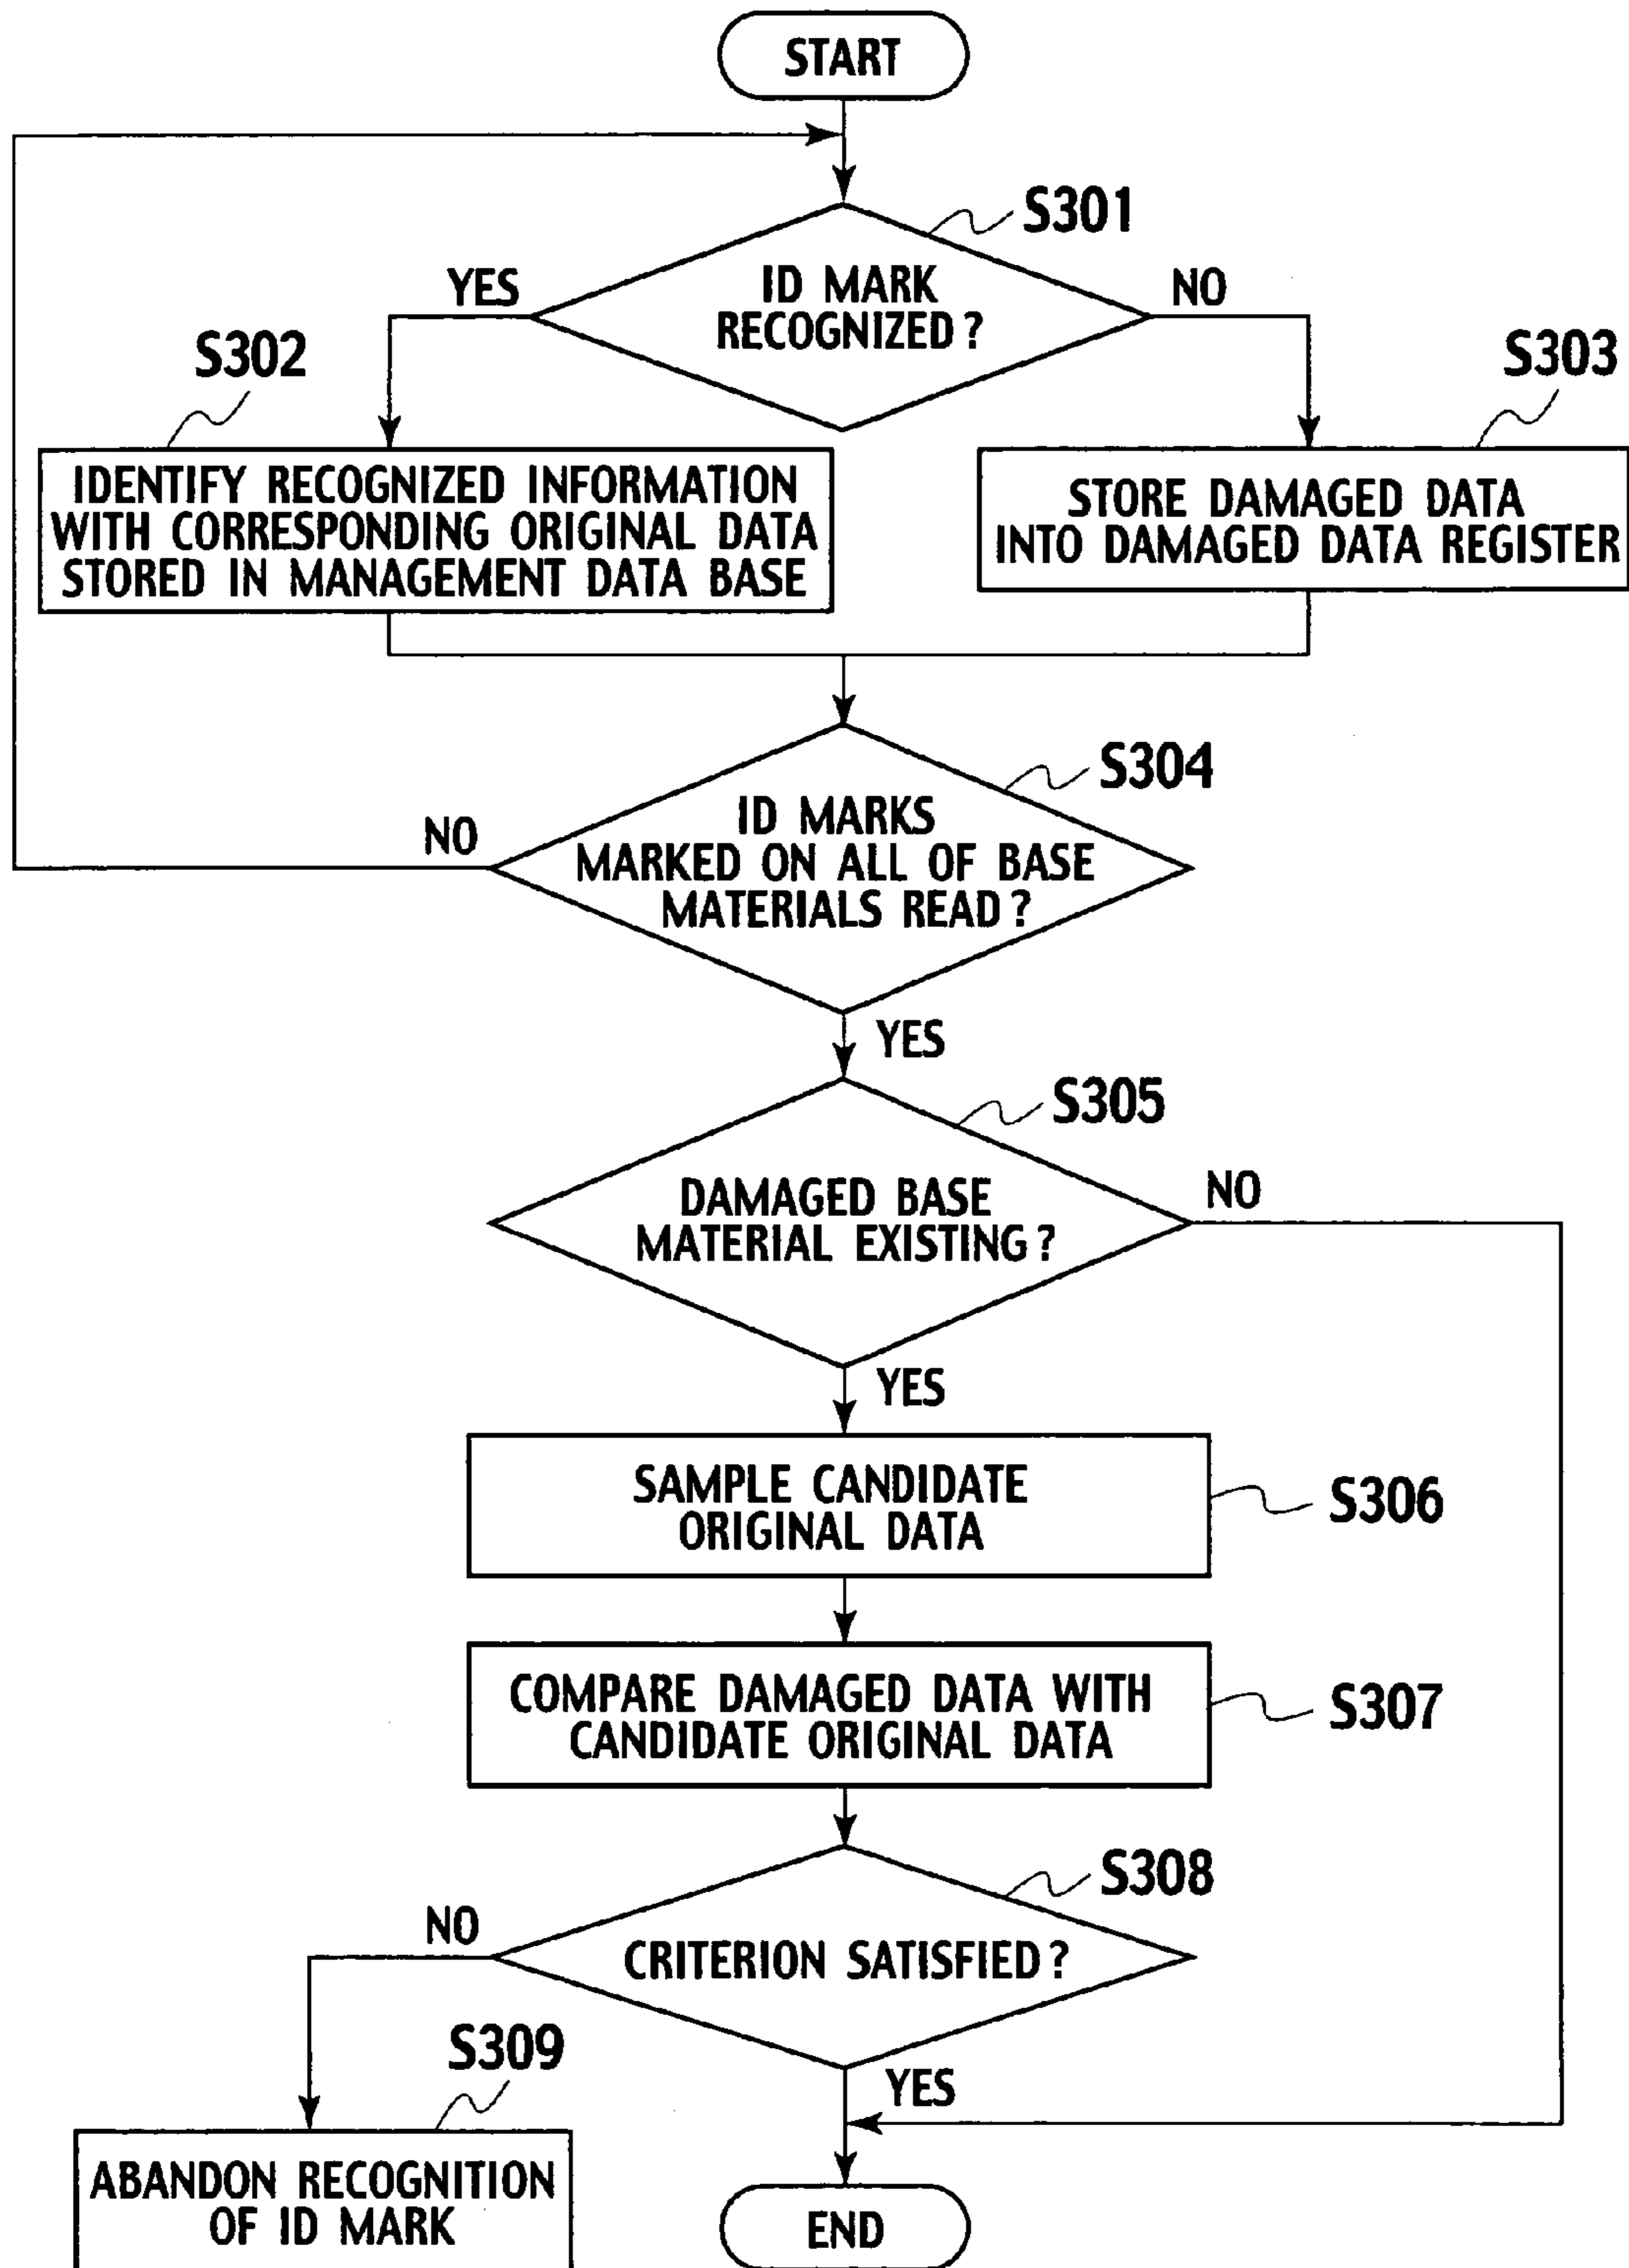 START
S301
ID MARK
RECOGNIZED?
YES
NO
S302
S303
IDENTIFY RECOGNIZED INFORMATION
WITH CORRESPONDING ORIGINAL DATA
STORED IN MANAGEMENT DATA BASE
STORE DAMAGED DATA
INTO DAMAGED DATA REGISTER
S304
ID MARKS
MARKED ON ALL OF BASE
MATERIALS READ?
NO
YES
S305
DAMAGED BASE
MATERIAL EXISTING?
NO
YES
SAMPLE CANDIDATE
ORIGINAL DATA
S306
COMPARE DAMAGED DATA WITH
CANDIDATE ORIGINAL DATA
S307
S308
CRITERION SATISFIED?
NO
YES
S309
ABANDON RECOGNITION
OF ID MARK
END